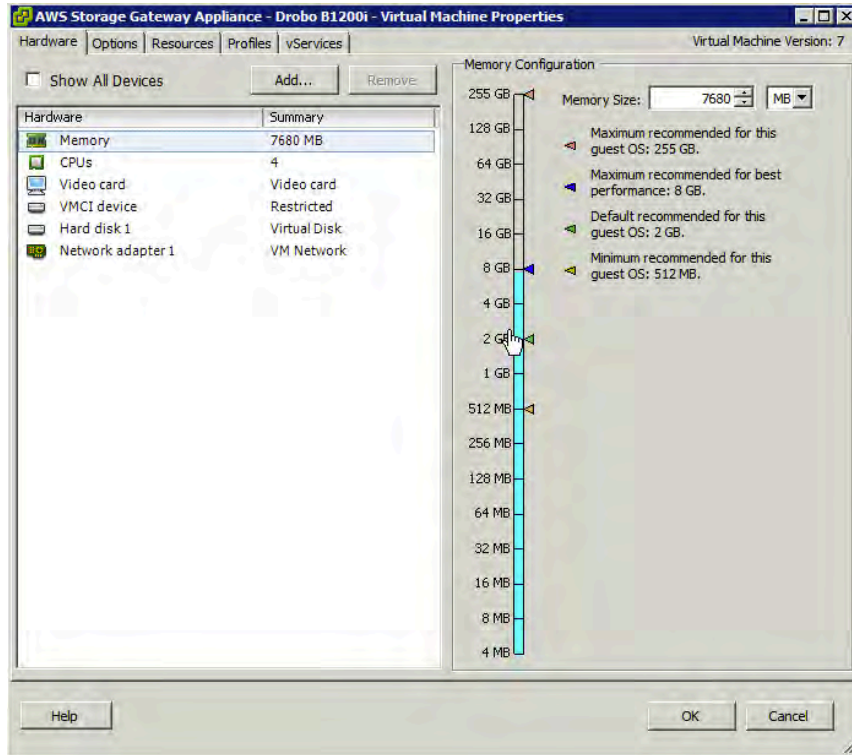 AWS Storage Gateway Appliance - Drobo B1200i - Virtual Machine Properties
Hardware Options Resources Profiles vServices
Virtual Machine Version: 7
Show All Devices
Add...
Remove
Hardware Summary
Memory 7680 MB
CPUs 4
Video card Video card
VMCI device Restricted
Hard disk 1 Virtual Disk
Network adapter 1 VM Network
Memory Configuration
255 GB
128 GB
64 GB
32 GB
16 GB
8 GB
4 GB
2 GB
1 GB
512 MB
256 MB
128 MB
64 MB
32 MB
16 MB
8 MB
4 MB
Memory Size: 7680 MB
Maximum recommended for this
guest OS: 255 GB.
Maximum recommended for best
performance: 8 GB.
Default recommended for this
guest OS: 2 GB.
Minimum recommended for this
guest OS: 512 MB.
Help
OK
Cancel